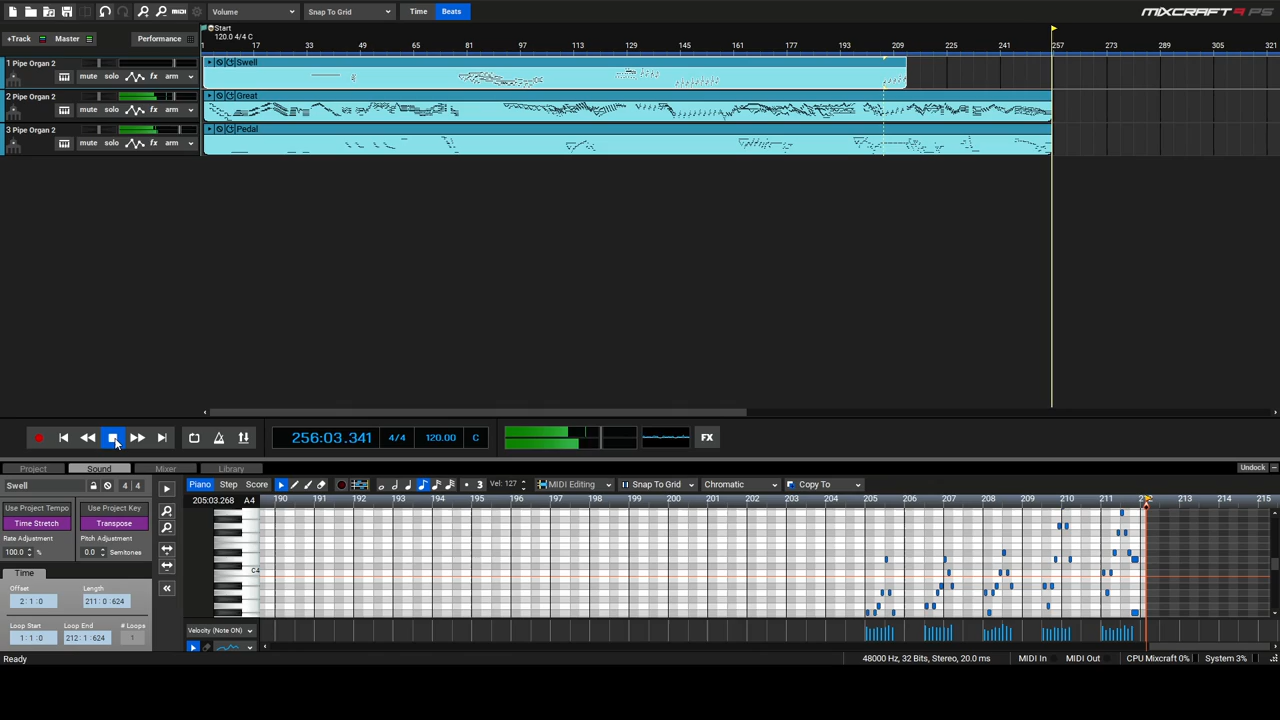 Volume Snap To Grid Time Beats MIXCRAFT 9 PS
+Track Master Performance
Start
120.0 4/4 C
1 17 33 49 65 81 97 113 129 145 161 177 193 209 225 241 257 273 289 305 321
1 Pipe Organ 2 Swell
mute solo fx arm
2 Pipe Organ 2 Great
mute solo fx arm
3 Pipe Organ 2 Pedal
mute solo fx arm
256:03.341 4/4 120.00 C FX
Project Sound Mixer Library Undock
Swell 4 4 Piano Step Score 3 Vel: 127 MIDI Editing Snap To Grid Chromatic Copy To
205:03.268 A4 190 191 192 193 194 195 196 197 198 199 200 201 202 203 204 205 206 207 208 209 210 211 213 214 215
Use Project Tempo Use Project Key
Time Stretch Transpose
Rate Adjustment Pitch Adjustment
100.0 % 0.0 Semitones
C4
Time
Offset Length
2:1:0 211:0:624
Loop Start Loop End # Loops
1:1:0 212:1:624 1
Velocity (Note ON)
Ready 48000 Hz, 32 Bits, Stereo, 20.0 ms MIDI In MIDI Out CPU Mixcraft 0% System 3%